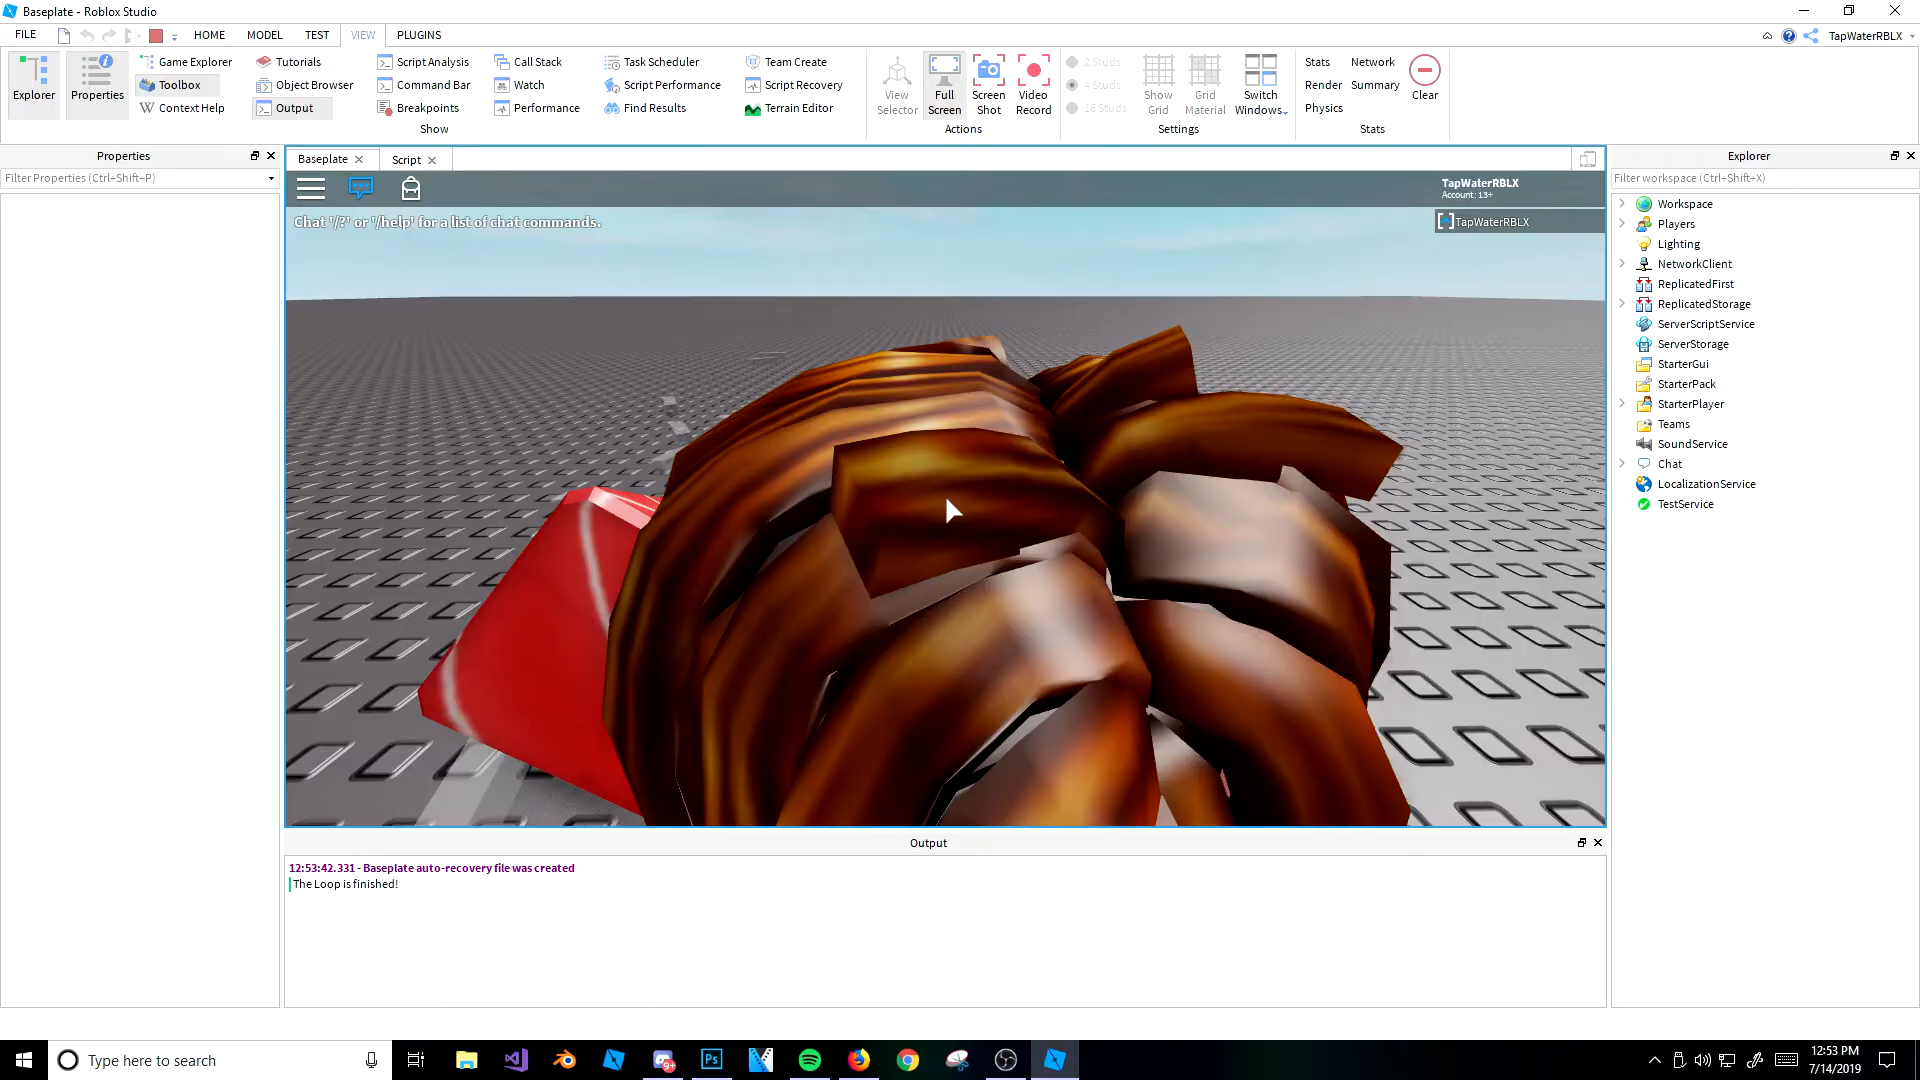 Baseplate - Roblox Studio
FILE
HOME
MODEL
TEST
VIEW
PLUGINS
TapWaterRBLX
Explorer
Properties
Game Explorer
Toolbox
Context Help
Tutorials
Object Browser
Output
Script Analysis
Command Bar
Breakpoints
Call Stack
Watch
Performance
Task Scheduler
Script Performance
Find Results
Team Create
Script Recovery
Terrain Editor
Show
View Selector
Full Screen
Screen Shot
Video Record
Actions
2 Studs
4 Studs
16 Studs
Show Grid
Grid Material
Switch Windows
Settings
Stats
Network
Render
Summary
Physics
Clear
Stats
Properties
Filter Properties (Ctrl+Shift+P)
Baseplate
Script
TapWaterRBLX
Account: 13+
Chat '/?' or '/help' for a list of chat commands.
TapWaterRBLX
Explorer
Filter workspace (Ctrl+Shift+X)
Workspace
Players
Lighting
NetworkClient
ReplicatedFirst
ReplicatedStorage
ServerScriptService
ServerStorage
StarterGui
StarterPack
StarterPlayer
Teams
SoundService
Chat
LocalizationService
TestService
Output
12:53:42.331 - Baseplate auto-recovery file was created
The Loop is finished!
Type here to search
9+
Ps
12:53 PM
7/14/2019